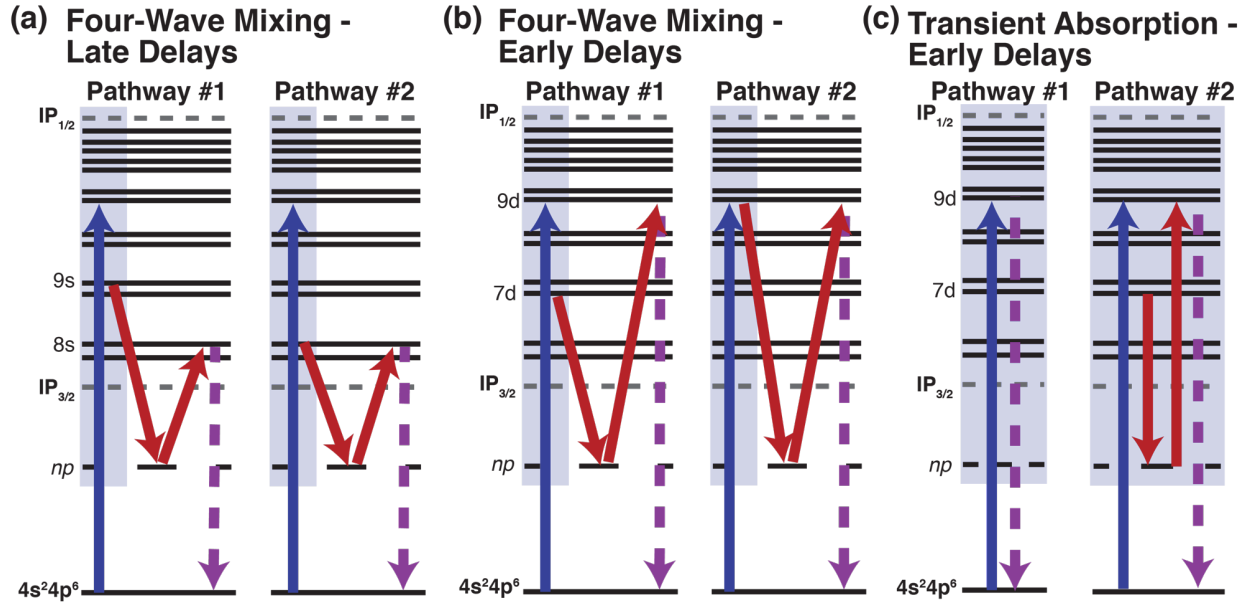 (a) Four-Wave Mixing -
Late Delays
Pathway #1 Pathway #2
IP1/2
9s
8s
IP3/2
np
4s²4p⁶
(b) Four-Wave Mixing -
Early Delays
Pathway #1 Pathway #2
IP1/2
9d
7d
IP3/2
np
4s²4p⁶
(c) Transient Absorption -
Early Delays
Pathway #1 Pathway #2
IP1/2
9d
7d
IP3/2
np
4s²4p⁶